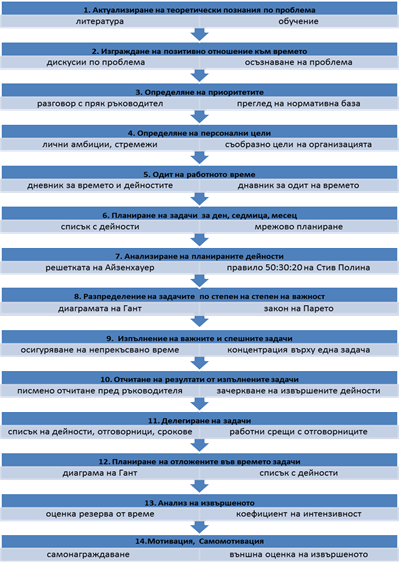 1. Актуализиране на теоретически познания по проблема
литература обучение
2. Изграждане на позитивно отношение към времето
дискусии по проблема осъзнаване на проблема
3. Определяне на приоритетите
разговор с пряк ръководител преглед на нормативна база
4. Определяне на персонални цели
лични амбиции, стремежи съобразно цели на организацията
5. Одит на работното време
дневник за времето и дейностите днавник за одит на времето
6. Планиране на задачи за ден, седмица, месец
списък с дейности мрежово планиране
7. Анализиране на планираните дейности
решетката на Айзенхауер правило 50:30:20 на Стив Полина
8. Разпределение на задачите по степен на степен на важност
диаграмата на Гант закон на Парето
9. Изпълнение на важните и спешните задачи
осигуряване на непрекъсвано време концентрация върху една задача
10. Отчитане на резултати от изпълнените задачи
писмено отчитане пред ръководителя зачеркване на извършените дейности
11. Делегиране на задачи
списък на дейности, отговорници, срокове работни срещи с отговорниците
12. Планиране на отложените във времето задачи
диаграма на Гант списък с дейности
13. Анализ на извършеното
оценка резерва от време коефициент на интензивност
14.Мотивация, Самомотивация
самонаграждаване външна оценка на извършеното